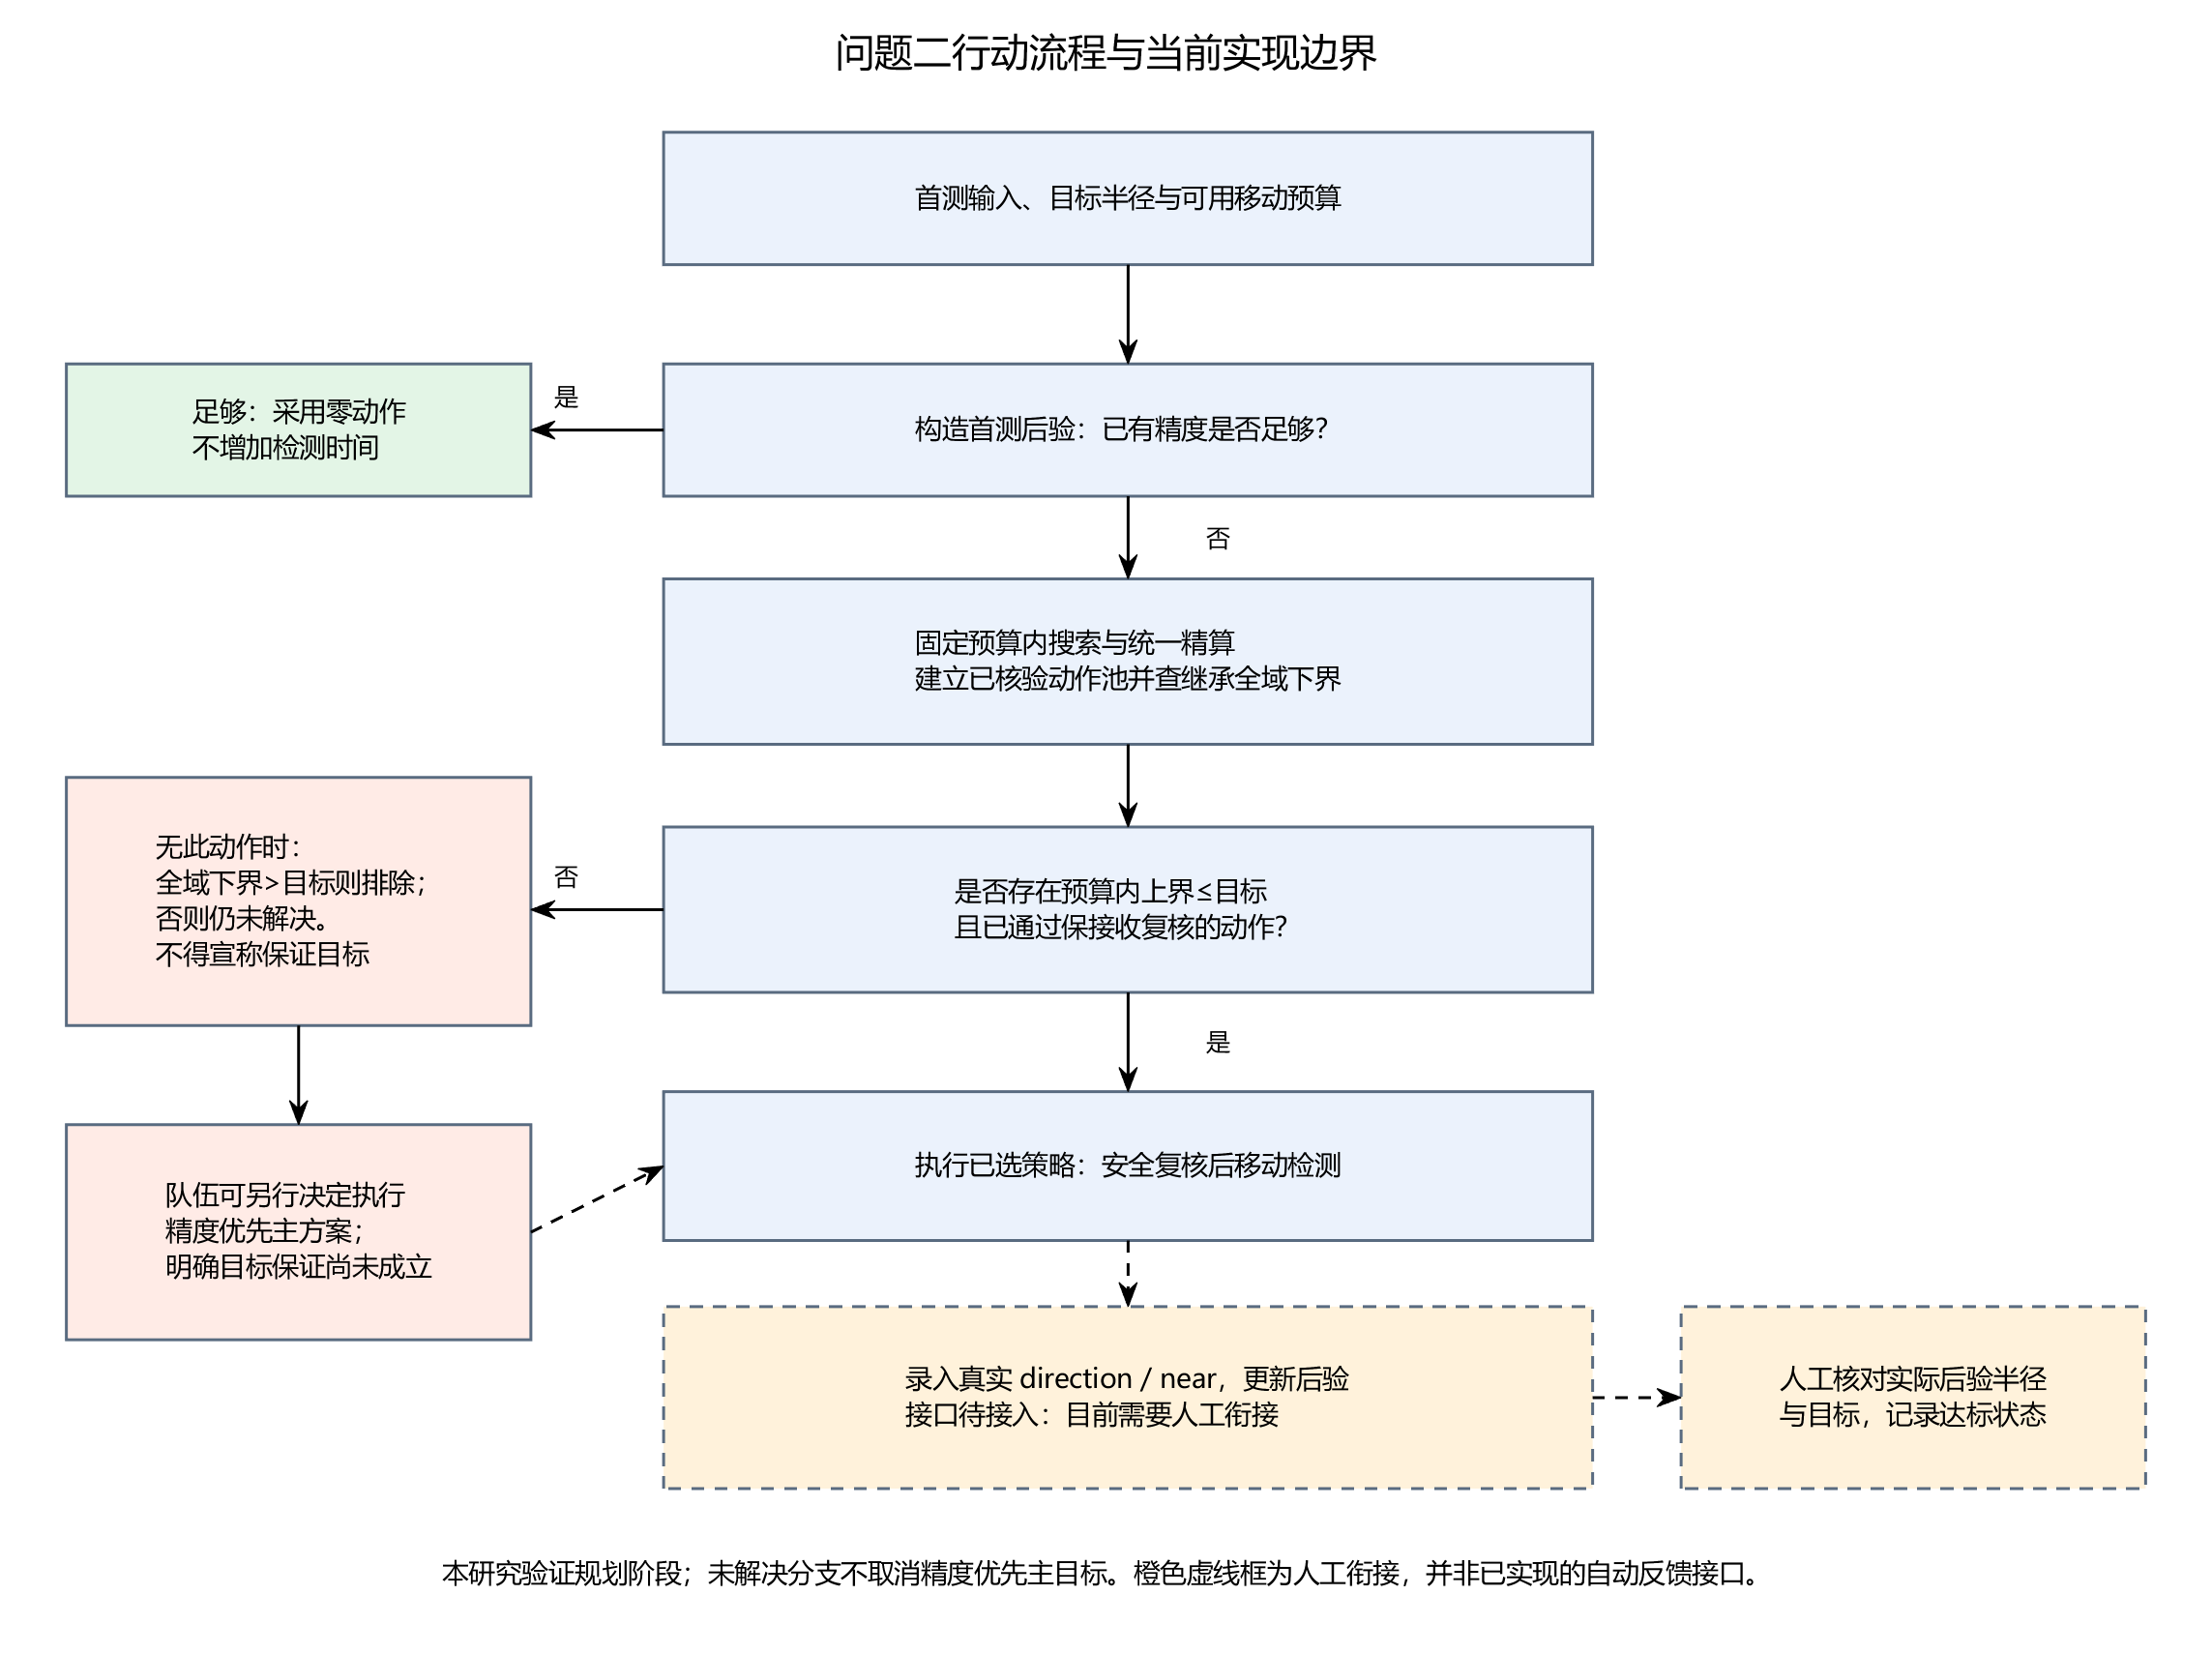 问题二行动流程与当前实现边界
首测输入、目标半径与可用移动预算
足够：采用零动作
不增加检测时间
是
构造首测后验：已有精度是否足够？
否
固定预算内搜索与统一精算
建立已核验动作池并查继承全域下界
无此动作时：
全域下界>目标则排除；
否则仍未解决。
不得宣称保证目标
否
是否存在预算内上界≤目标
且已通过保接收复核的动作？
是
队伍可另行决定执行
精度优先主方案；
明确目标保证尚未成立
执行已选策略：安全复核后移动检测
录入真实 direction / near，更新后验
接口待接入：目前需要人工衔接
人工核对实际后验半径
与目标，记录达标状态
本研究验证规划阶段；未解决分支不取消精度优先主目标。橙色虚线框为人工衔接，并非已实现的自动反馈接口。